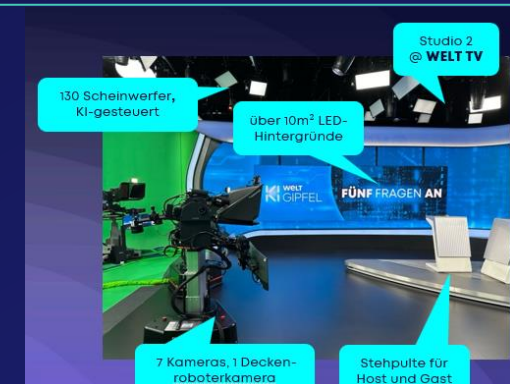 Studio 2
@ WELT TV
130 Scheinwerfer,
KI-gesteuert
über 10m² LED-
Hintergründe
KI WELT
GIPFEL
FÜNF FRAGEN AN
7 Kameras, 1 Decken-
roboterkamera
Stehpulte für
Host und Gast